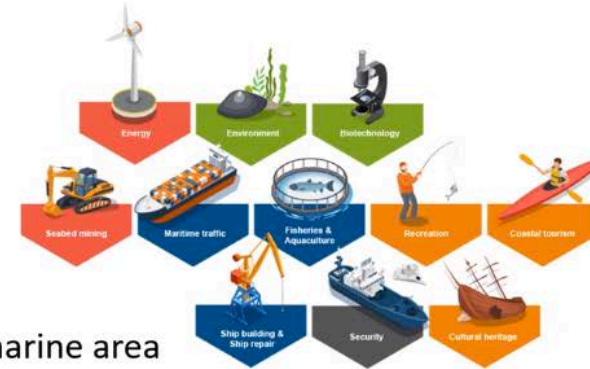 Energy
Environment
Biotechnology
Seabed mining
Maritime traffic
Fisheries &
Aquaculture
Recreation
Coastal tourism
Ship building &
Ship repair
Security
Cultural heritage
narine area